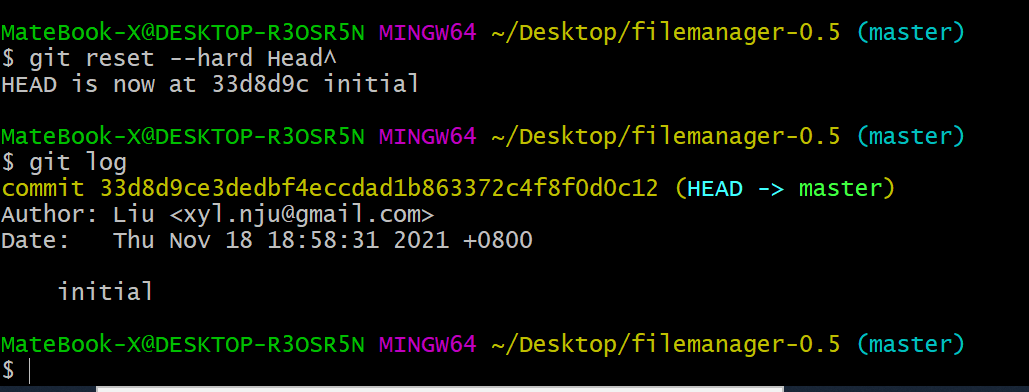 MateBook-X@DESKTOP-R3OSR5N MINGW64 ~/Desktop/filemanager-0.5 (master)
$ git reset --hard Head^
HEAD is now at 33d8d9c initial
MateBook-X@DESKTOP-R3OSR5N MINGW64 ~/Desktop/filemanager-0.5 (master)
$ git log
commit 33d8d9ce3dedbf4eccdad1b863372c4f8f0d0c12 (HEAD -> master)
Author: Liu <xyl.nju@gmail.com>
Date:   Thu Nov 18 18:58:31 2021 +0800
    initial
MateBook-X@DESKTOP-R3OSR5N MINGW64 ~/Desktop/filemanager-0.5 (master)
$